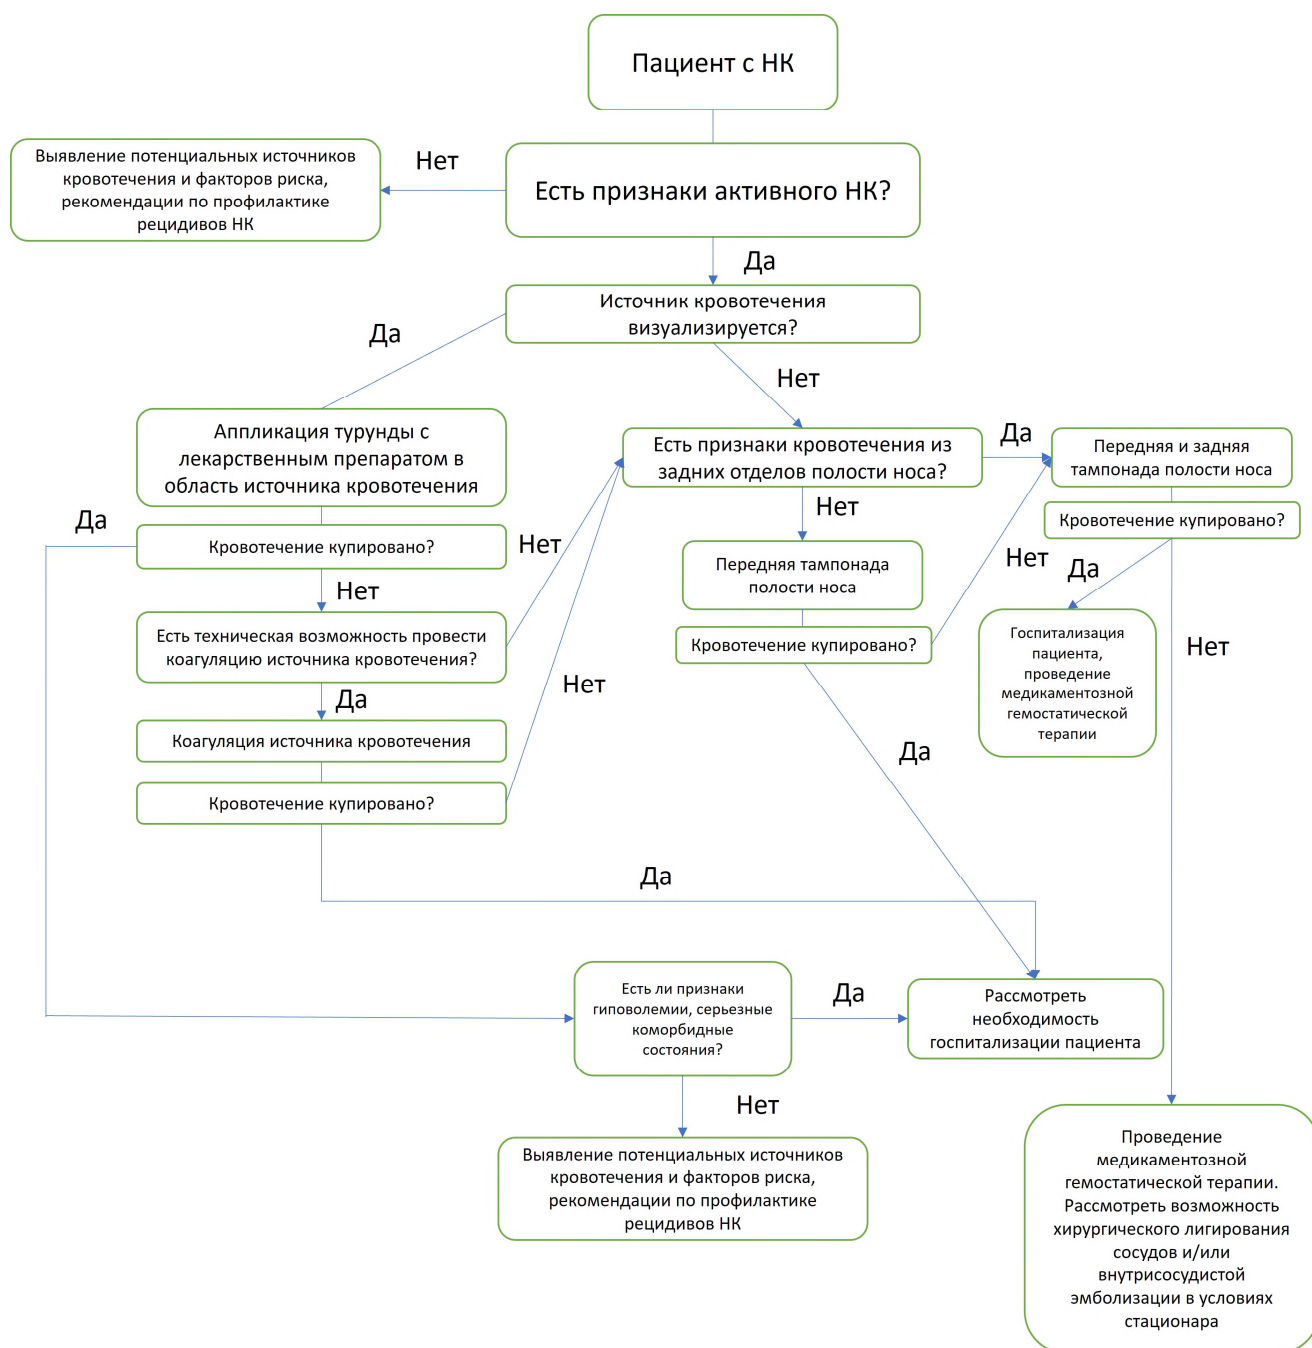 Пациент с НК
Выявление потенциальных источников
кровотечения и факторов риска,
рекомендации по профилактике
рецидивов НК
Нет
Есть признаки активного НК?
Да
Источник кровотечения
визуализируется?
Да
Нет
Аппликация турунды с
лекарственным препаратом в
область источника кровотечения
Есть признаки кровотечения из
задних отделов полости носа?
Да
Передняя и задняя
тампонада полости носа
Да
Кровотечение купировано?
Нет
Нет
Кровотечение купировано?
Нет
Передняя тампонада
полости носа
Нет
Да
Нет
Есть техническая возможность провести
коагуляцию источника кровотечения?
Кровотечение купировано?
Госпитализация
пациента,
проведение
медикаментозной
гемостатической
терапии
Нет
Да
Нет
Коагуляция источника кровотечения
Да
Кровотечение купировано?
Да
Есть ли признаки
гиповолемии, серьезные
коморбидные
состояния?
Да
Рассмотреть
необходимость
госпитализации пациента
Нет
Выявление потенциальных источников
кровотечения и факторов риска,
рекомендации по профилактике
рецидивов НК
Проведение
медикаментозной
гемостатической терапии.
Рассмотреть возможность
хирургического лигирования
сосудов и/или
внутрисосудистой
эмболизации в условиях
стационара